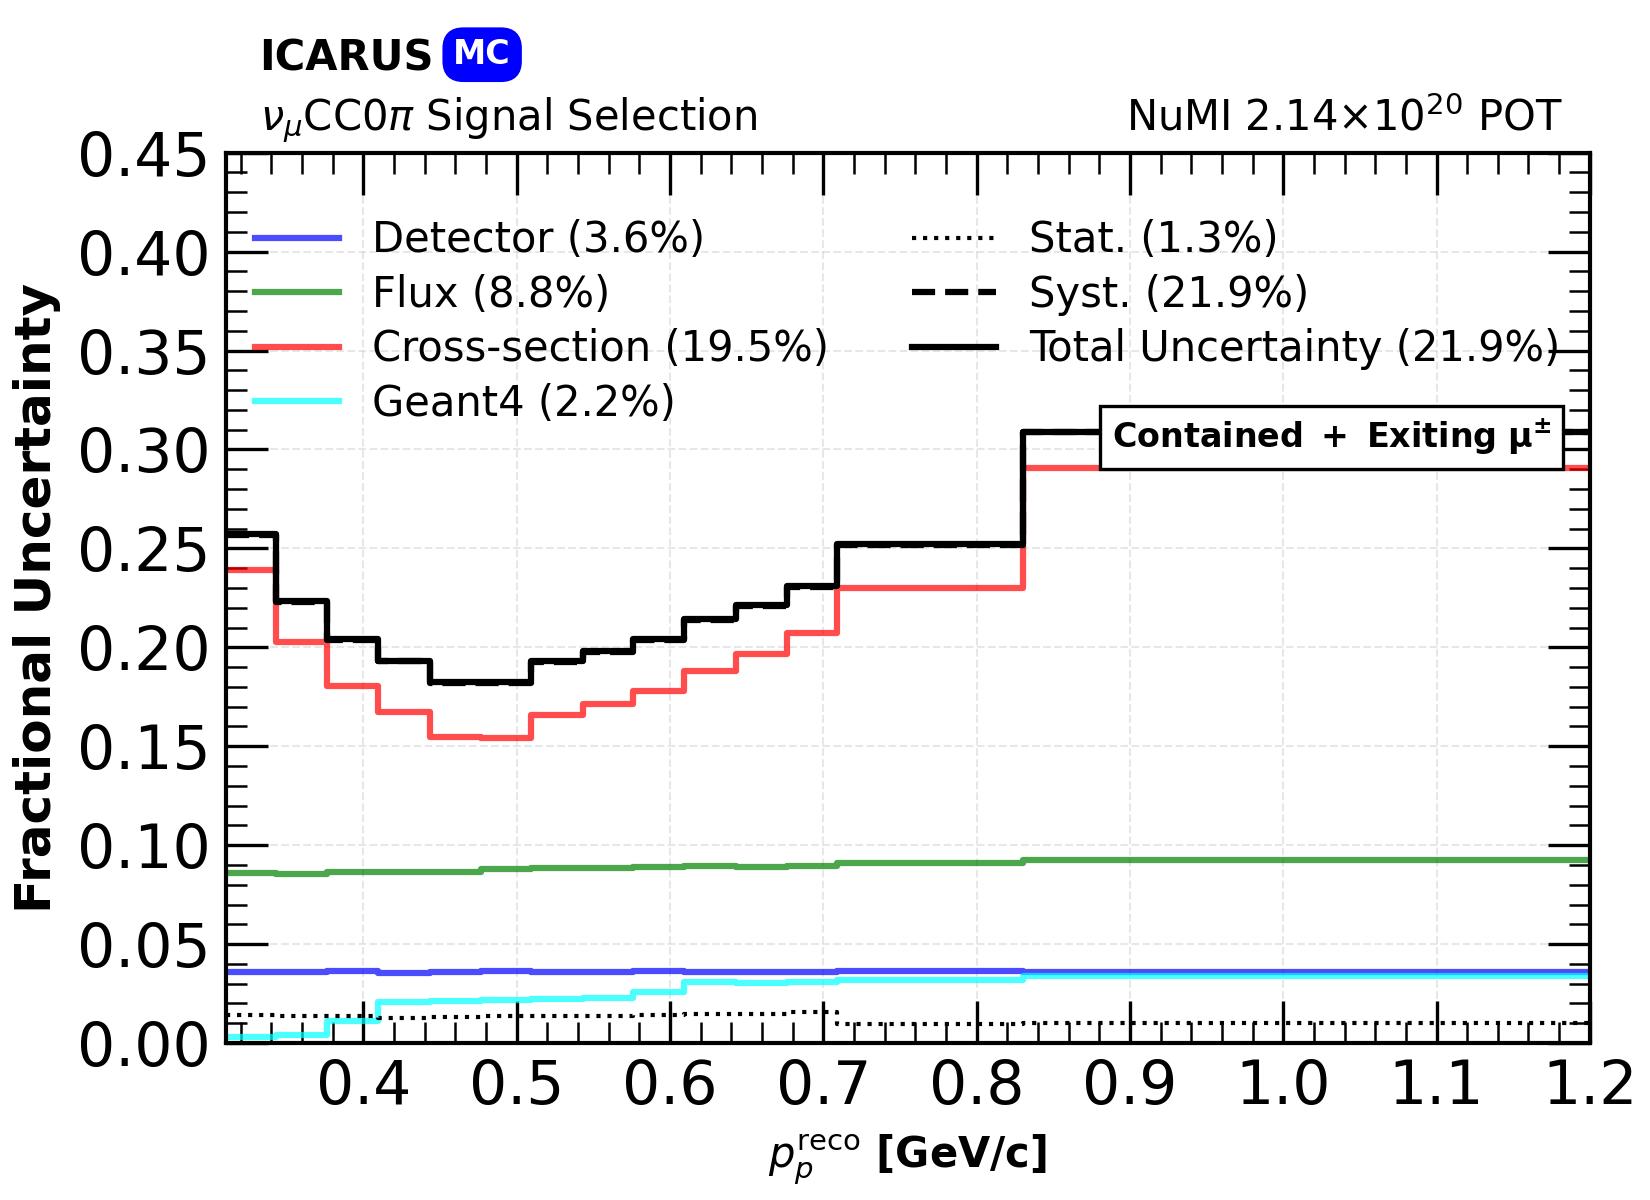 ICARUS MC
νμCC0π Signal Selection
NuMI 2.14×10²⁰ POT
0.45
0.40
0.35
0.30
0.25
0.20
0.15
0.10
0.05
0.00
Fractional Uncertainty
Detector (3.6%)
Flux (8.8%)
Cross-section (19.5%)
Geant4 (2.2%)
Stat. (1.3%)
Syst. (21.9%)
Total Uncertainty (21.9%)
Contained + Exiting μ±
0.4 0.5 0.6 0.7 0.8 0.9 1.0 1.1 1.2
p_p^reco [GeV/c]